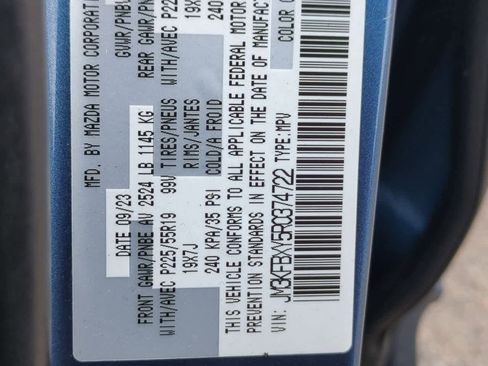 MFD. BY MAZDA MOTOR CORPORATION
DATE 09/23 GVWR/PNBV
FRONT GAWR/PNBE AV 2524 LB 1145 KG REAR GAWR/PN
WITH/AVEC P225/55R19 99V TIRES/PNEUS WITH/AVEC P22
19X7J RIMS/JANTES 19X
240 KPA/35 PSI COLD/A FROID 240
THIS VEHICLE CONFORMS TO ALL APPLICABLE FEDERAL MOTOR
PREVENTION STANDARDS IN EFFECT ON THE DATE OF MANUFAC
VIN: JM3KFBXY5R0374722 TYPE: MPV COLOR